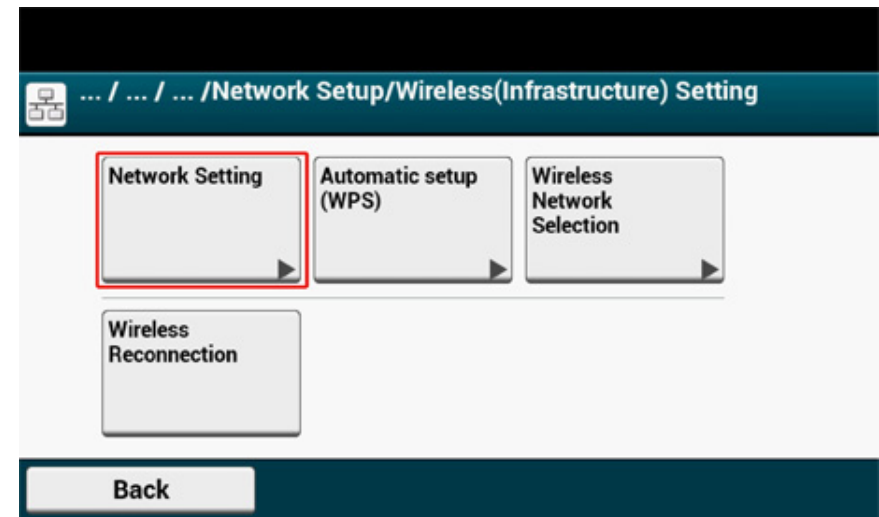 ... / ... / ... /Network Setup/Wireless(Infrastructure) Setting
Network Setting
Automatic setup
(WPS)
Wireless
Network
Selection
Wireless
Reconnection
Back